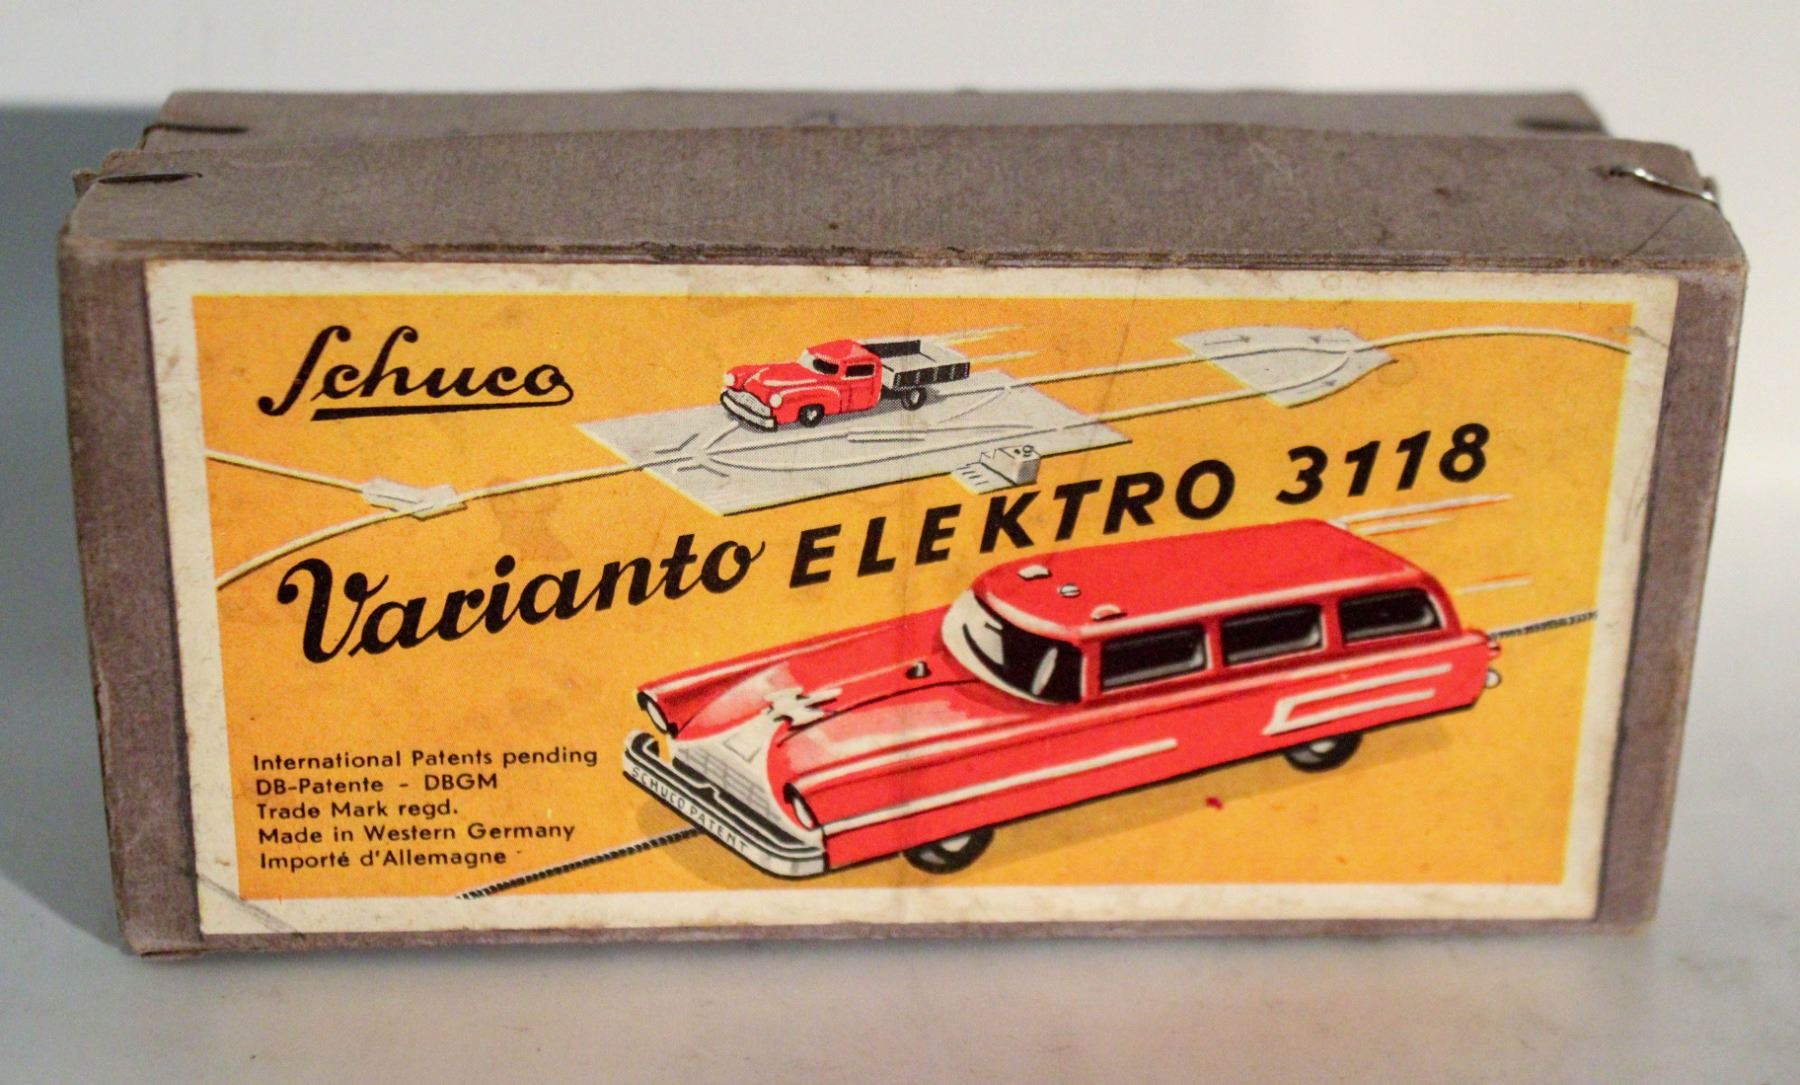 Schuco
Varianto ELEKTRO 3118
International Patents pending
DB-Patente - DBGM
Trade Mark regd.
Made in Western Germany
Importé d'Allemagne
SCHUCO PATENT